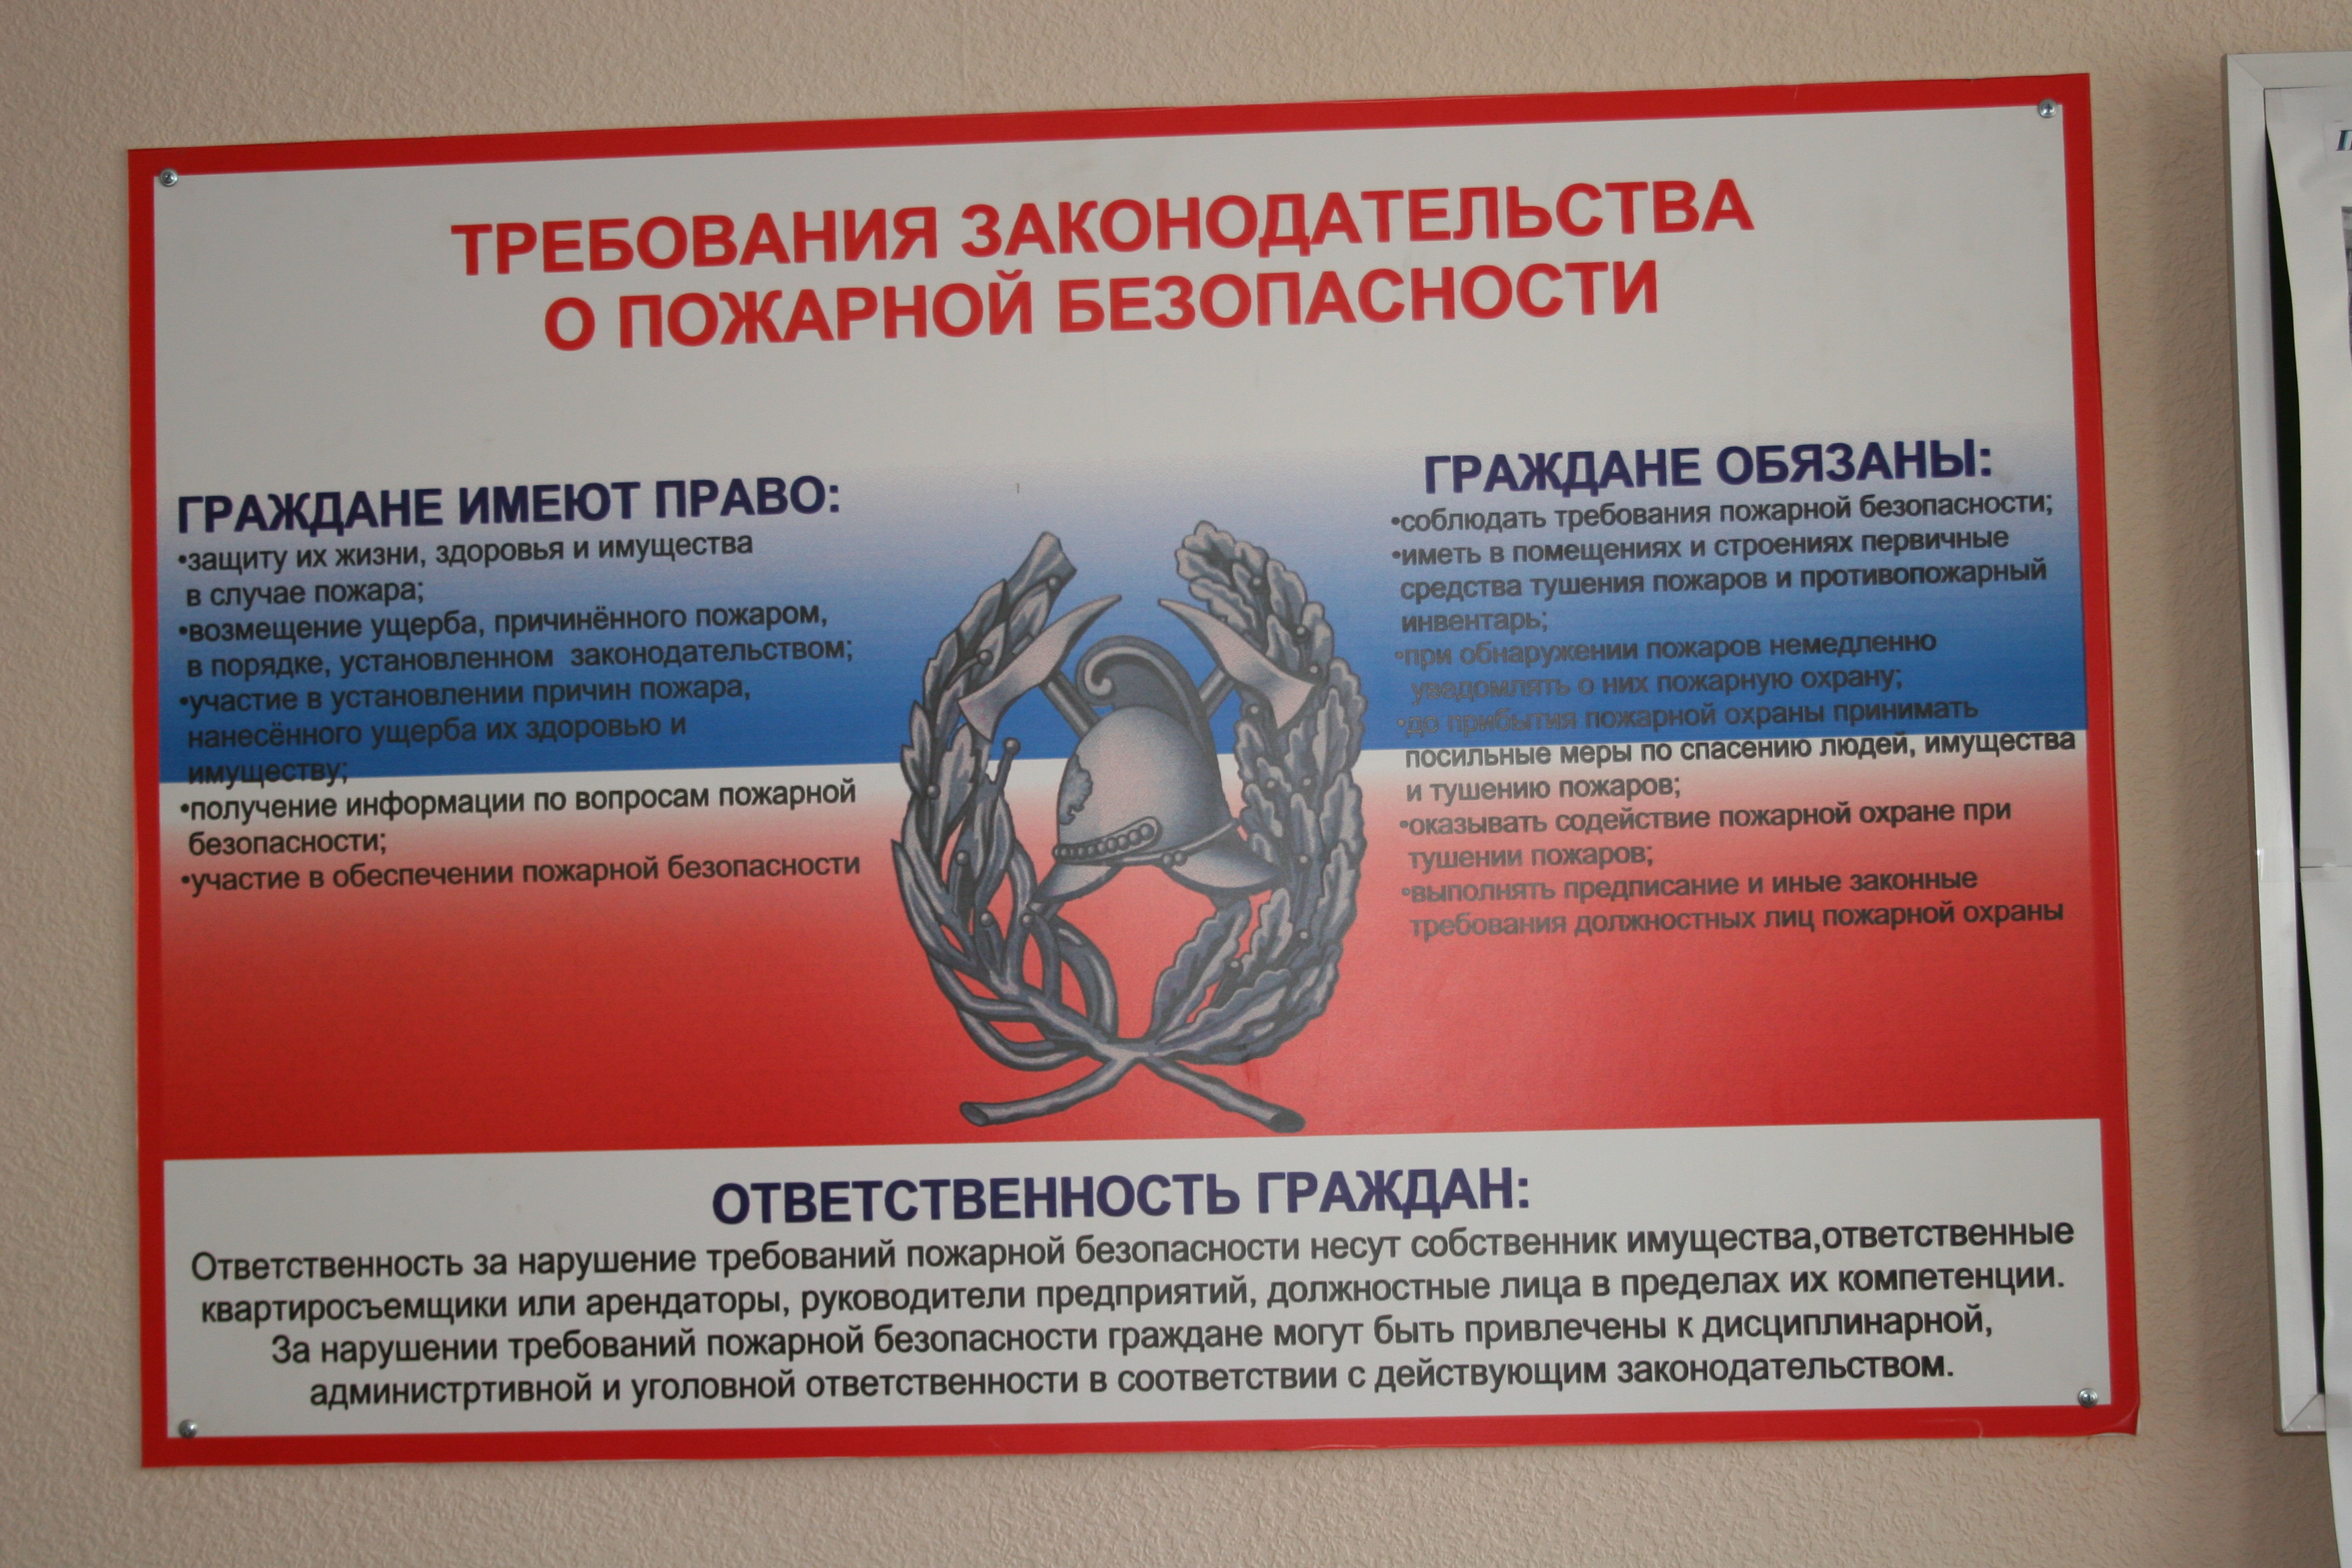 ТРЕБОВАНИЯ ЗАКОНОДАТЕЛЬСТВА
О ПОЖАРНОЙ БЕЗОПАСНОСТИ
ГРАЖДАНЕ ИМЕЮТ ПРАВО:
•защиту их жизни, здоровья и имущества
в случае пожара;
•возмещение ущерба, причинённого пожаром,
в порядке, установленном законодательством;
•участие в установлении причин пожара,
нанесённого ущерба их здоровью и
имуществу;
•получение информации по вопросам пожарной
безопасности;
•участие в обеспечении пожарной безопасности
ГРАЖДАНЕ ОБЯЗАНЫ:
•соблюдать требования пожарной безопасности;
•иметь в помещениях и строениях первичные
средства тушения пожаров и противопожарный
инвентарь;
•при обнаружении пожаров немедленно
уведомлять о них пожарную охрану;
•до прибытия пожарной охраны принимать
посильные меры по спасению людей, имущества
и тушению пожаров;
•оказывать содействие пожарной охране при
тушении пожаров;
•выполнять предписание и иные законные
требования должностных лиц пожарной охраны
ОТВЕТСТВЕННОСТЬ ГРАЖДАН:
Ответственность за нарушение требований пожарной безопасности несут собственник имущества,ответственные
квартиросъемщики или арендаторы, руководители предприятий, должностные лица в пределах их компетенции.
За нарушении требований пожарной безопасности граждане могут быть привлечены к дисциплинарной,
администртивной и уголовной ответственности в соответствии с действующим законодательством.